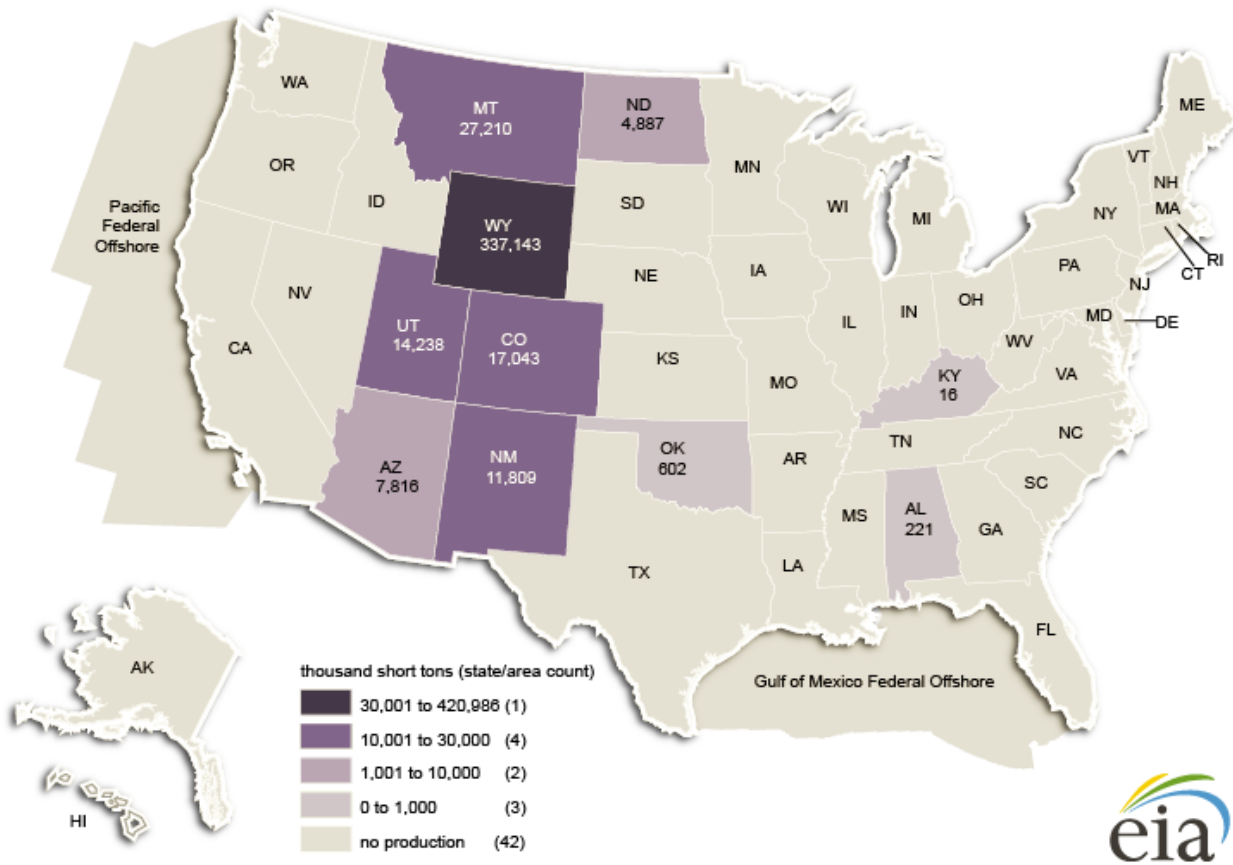 WA
MT
27,210
ND
4,887
ME
OR
MN
VT
NH
ID
SD
WI
MI
NY
MA
Pacific
Federal
Offshore
WY
337,143
RI
CT
NE
IA
PA
NJ
NV
UT
14,238
CO
17,043
IL
IN
OH
MD
DE
WV
CA
KS
MO
KY
16
VA
AZ
7,816
NM
11,809
OK
602
AR
TN
NC
SC
MS
AL
221
GA
TX
LA
FL
AK
Gulf of Mexico Federal Offshore
HI
thousand short tons (state/area count)
30,001 to 420,986 (1)
10,001 to 30,000 (4)
1,001 to 10,000 (2)
0 to 1,000 (3)
no production (42)
eia